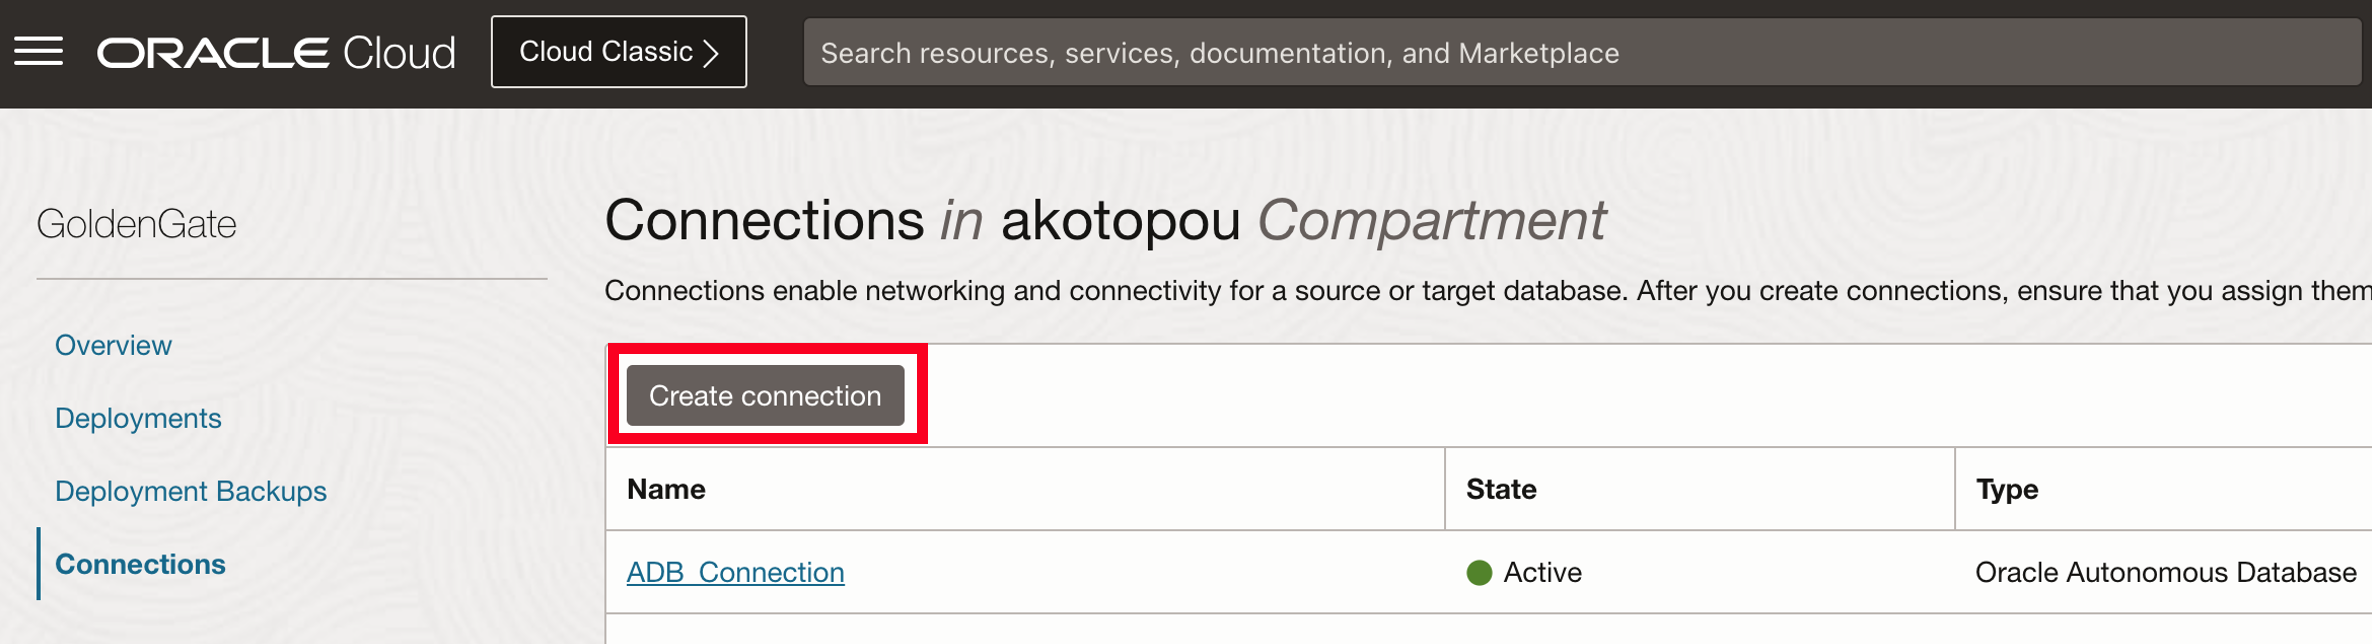 ORACLE Cloud
Cloud Classic
Search resources, services, documentation, and Marketplace
GoldenGate
Overview
Deployments
Deployment Backups
Connections
Connections in akotopou Compartment
Connections enable networking and connectivity for a source or target database. After you create connections, ensure that you assign them
Create connection
Name State Type
ADB_Connection Active Oracle Autonomous Database